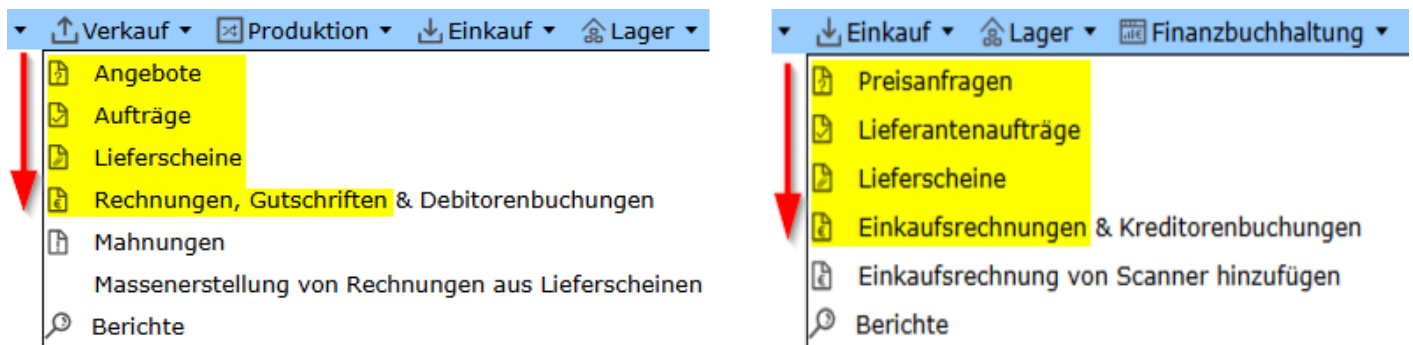 Verkauf Produktion Einkauf Lager
Angebote
Aufträge
Lieferscheine
Rechnungen, Gutschriften & Debitorenbuchungen
Mahnungen
Massenerstellung von Rechnungen aus Lieferscheinen
Berichte
Einkauf Lager Finanzbuchhaltung
Preisanfragen
Lieferantenaufträge
Lieferscheine
Einkaufsrechnungen & Kreditorenbuchungen
Einkaufsrechnung von Scanner hinzufügen
Berichte